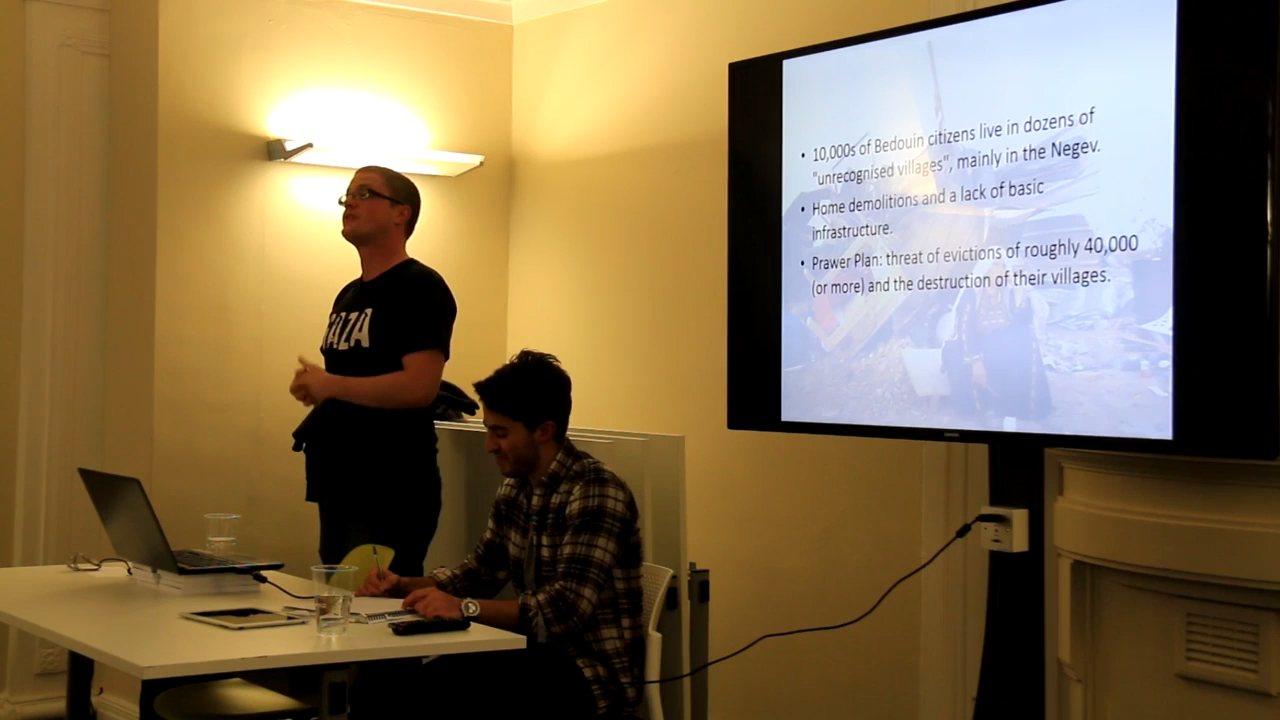 GAZA
• 10,000s of Bedouin citizens live in dozens of
"unrecognised villages", mainly in the Negev.
• Home demolitions and a lack of basic
infrastructure.
• Prawer Plan: threat of evictions of roughly 40,000
(or more) and the destruction of their villages.